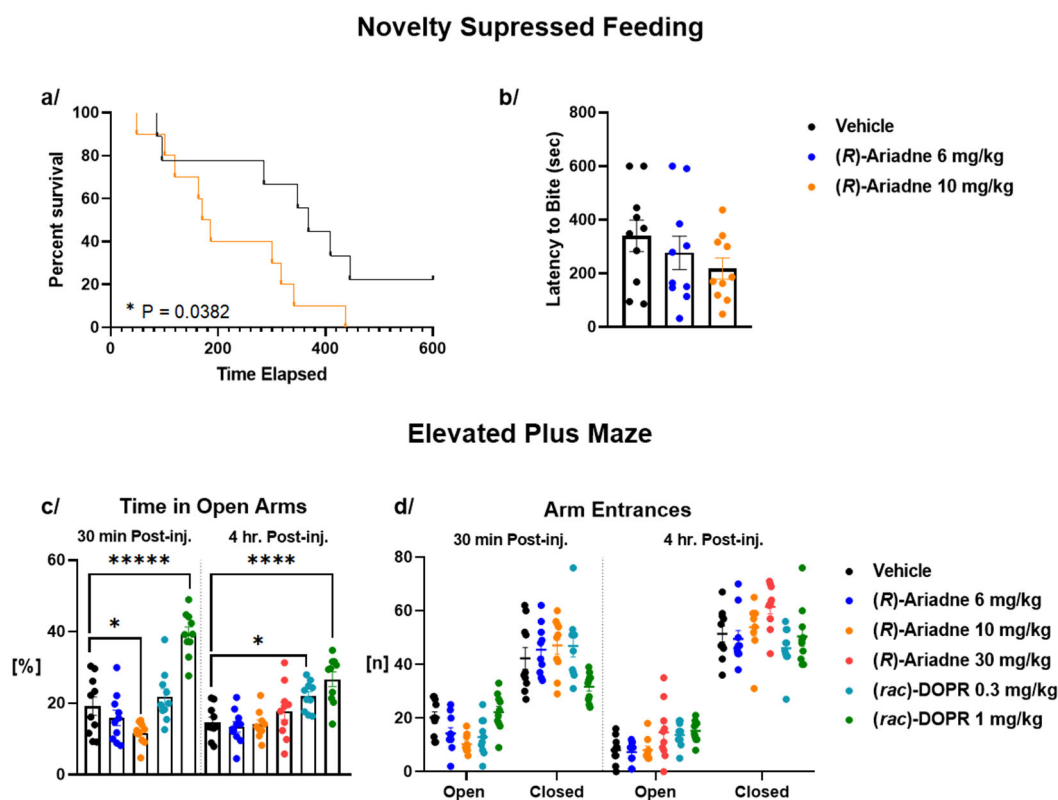 Novelty Supressed Feeding
a/
100
80
60
40
20
0
Percent survival
* P = 0.0382
0 200 400 600
Time Elapsed
b/
800
600
400
200
0
Latency to Bite (sec)
Vehicle
(R)-Ariadne 6 mg/kg
(R)-Ariadne 10 mg/kg
Elevated Plus Maze
c/ Time in Open Arms
30 min Post-inj. 4 hr. Post-inj.
60
40
20
0
[%]
***** ****
*
*
d/ Arm Entrances
30 min Post-inj. 4 hr. Post-inj.
80
60
40
20
0
[n]
Open Closed Open Closed
Vehicle
(R)-Ariadne 6 mg/kg
(R)-Ariadne 10 mg/kg
(R)-Ariadne 30 mg/kg
(rac)-DOPR 0.3 mg/kg
(rac)-DOPR 1 mg/kg